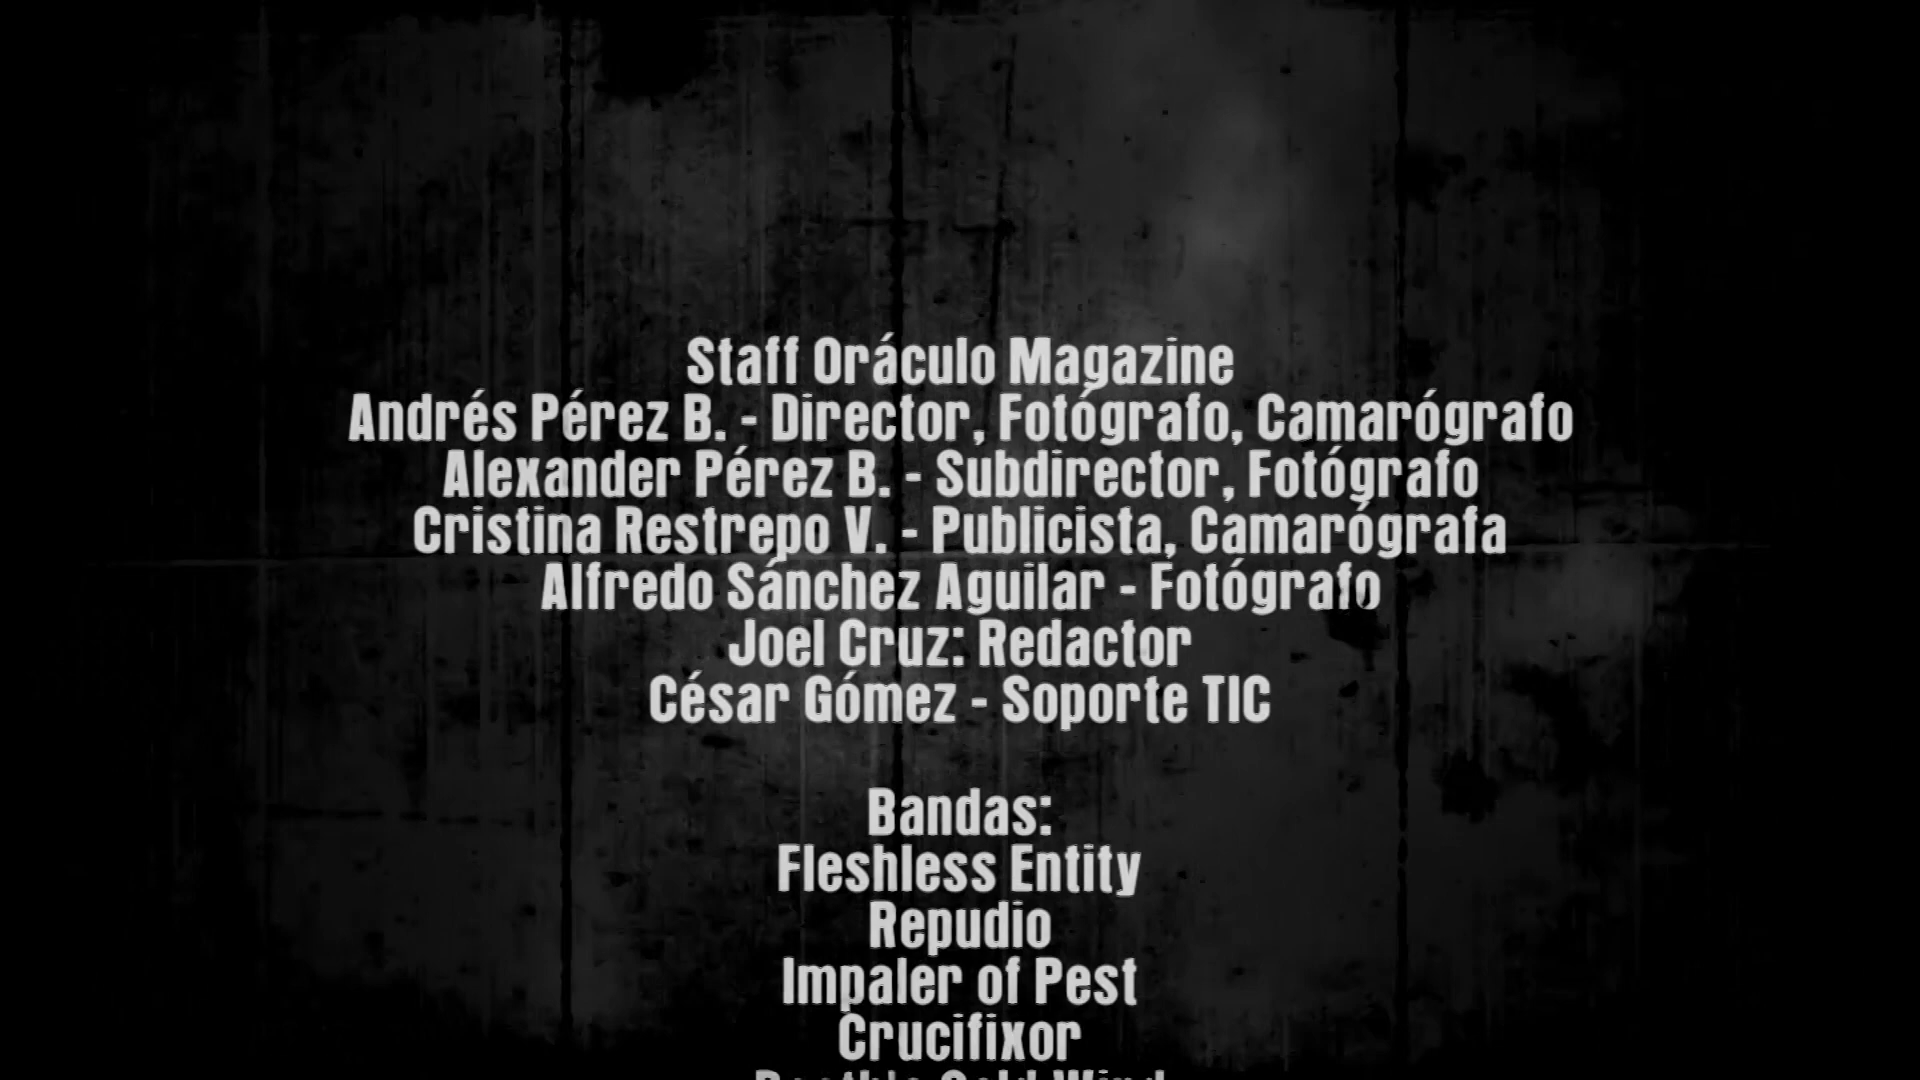 Staff Oráculo Magazine
Andrés Pérez B. - Director, Fotógrafo, Camarógrafo
Alexander Pérez B. - Subdirector, Fotógrafo
Cristina Restrepo V. - Publicista, Camarógrafa
Alfredo Sánchez Aguilar - Fotógrafo
Joel Cruz: Redactor
César Gómez - Soporte TIC
Bandas:
Fleshless Entity
Repudio
Impaler of Pest
Crucifixor